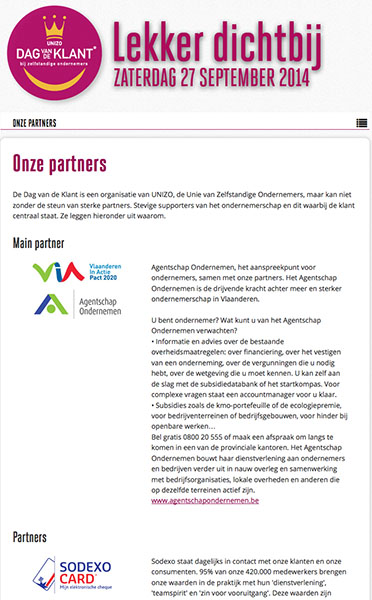 UNIZO
DAG VAN DE KLANT
bij zelfstandige ondernemers
Lekker dichtbij
ZATERDAG 27 SEPTEMBER 2014
ONZE PARTNERS
Onze partners
De Dag van de Klant is een organisatie van UNIZO, de Unie van Zelfstandige Ondernemers, maar kan niet
zonder de steun van sterke partners. Stevige supporters van het ondernemerschap en dit waarbij de klant
centraal staat. Ze leggen hieronder uit waarom.
Main partner
VIA Vlaanderen
In Actie
Pact 2020
Agentschap
Ondernemen
Agentschap Ondernemen, het aanspreekpunt voor
ondernemers, samen met onze partners. Het Agentschap
Ondernemen is de drijvende kracht achter meer en sterker
ondernemerschap in Vlaanderen.
U bent ondernemer? Wat kunt u van het Agentschap
Ondernemen verwachten?
• Informatie en advies over de bestaande
overheidsmaatregelen: over financiering, over het vestigen
van een onderneming, over de vergunningen die u nodig
hebt, over de wetgeving die u moet kennen. U kan zelf aan
de slag met de subsidiedatabank of het startkompas. Voor
complexe vragen staat een accountmanager voor u klaar.
• Subsidies zoals de kmo-portefeuille of de ecologiepremie,
voor bedrijventerreinen of bedrijfsgebouwen, voor hinder bij
openbare werken…
Bel gratis 0800 20 555 of maak een afspraak om langs te
komen in een van de provinciale kantoren. Het Agentschap
Ondernemen bouwt haar dienstverlening aan ondernemers
en bedrijven verder uit in nauw overleg en samenwerking
met bedrijfsorganisaties, lokale overheden en anderen die
op dezelfde terreinen actief zijn.
www.agentschapondernemen.be
Partners
SODEXO
CARD
Mijn elektronische cheque
Sodexo staat dagelijks in contact met onze klanten en onze
consumenten. 95% van onze 420.000 medewerkers brengen
onze waarden in de praktijk met hun 'dienstverlening',
'teamspirit' en 'zin voor vooruitgang'. Deze waarden zijn